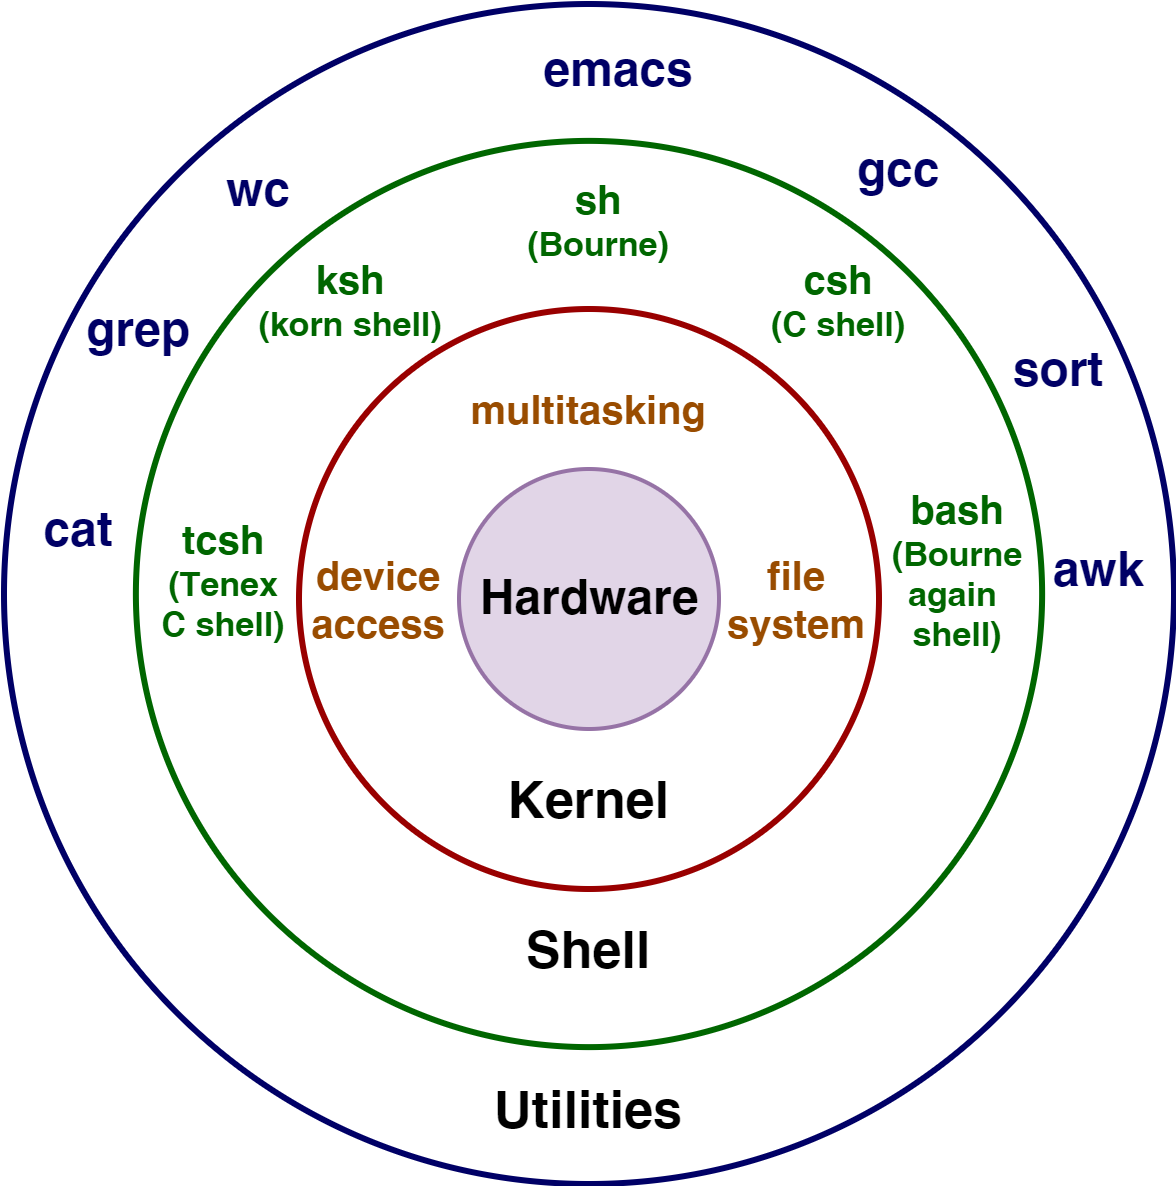 emacs
gcc
wc
sh
(Bourne)
ksh
(korn shell)
csh
(C shell)
grep
sort
multitasking
cat
tcsh
(Tenex
C shell)
device
access
Hardware
file
system
bash
(Bourne
again
shell)
awk
Kernel
Shell
Utilities